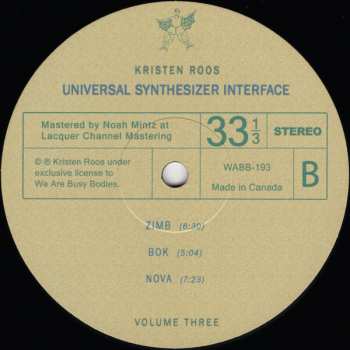 KRISTEN ROOS
UNIVERSAL SYNTHESIZER INTERFACE
Mastered by Noah Mintz at
Lacquer Channel Mastering
33 1/3 STEREO
© ℗ Kristen Roos under
exclusive license to
We Are Busy Bodies.
WABB-193
Made in Canada
B
ZIMB (6:30)
BOK (5:04)
NOVA (7:23)
VOLUME THREE